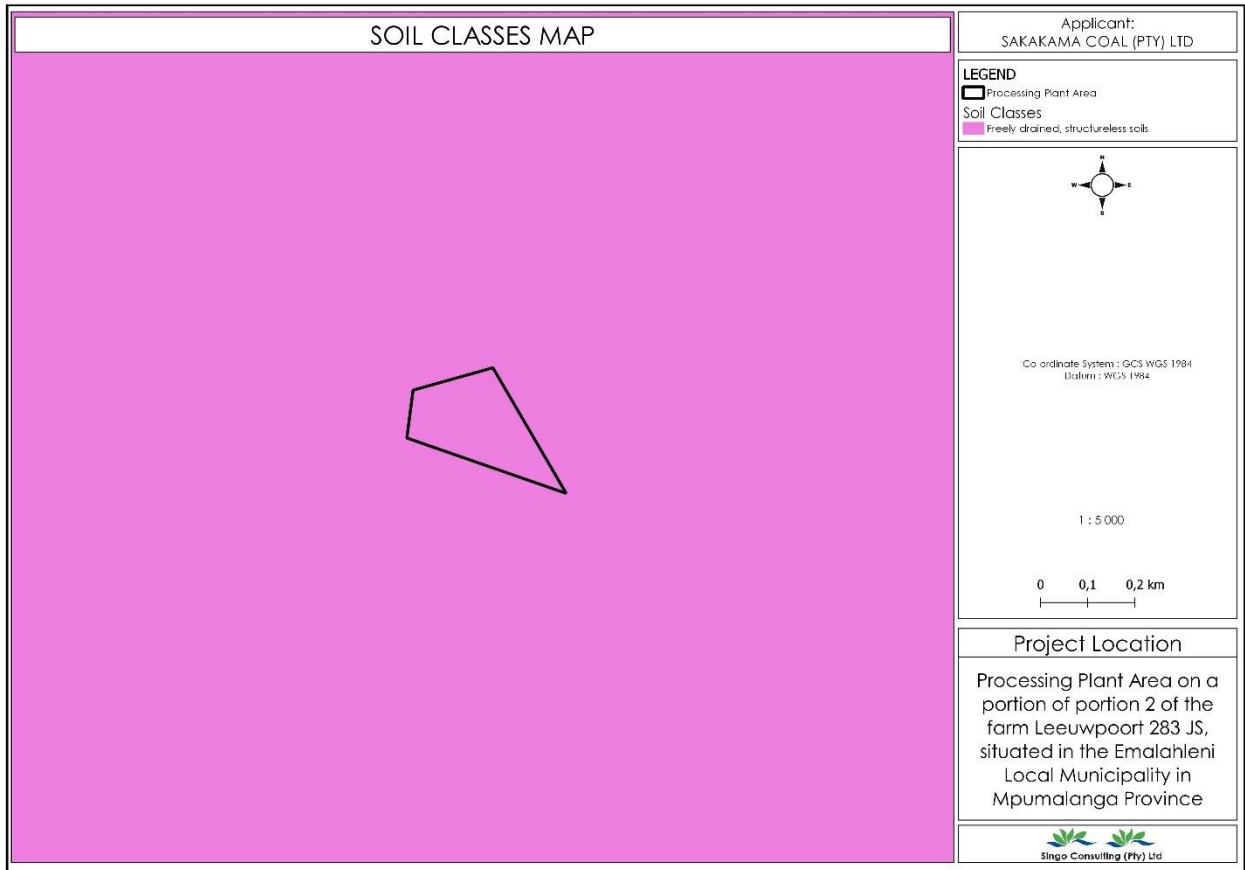 SOIL CLASSES MAP
Applicant:
SAKAKAMA COAL (PTY) LTD
LEGEND
Processing Plant Area
Soil Classes
Freely drained, structureless soils
N
W E
S
Co ordinate System : GCS WGS 1984
Datum : WGS 1984
1 : 5 000
0 0,1 0,2 km
Project Location
Processing Plant Area on a
portion of portion 2 of the
farm Leeuwpoort 283 JS,
situated in the Emalahleni
Local Municipality in
Mpumalanga Province
Singo Consulting (Pty) Ltd